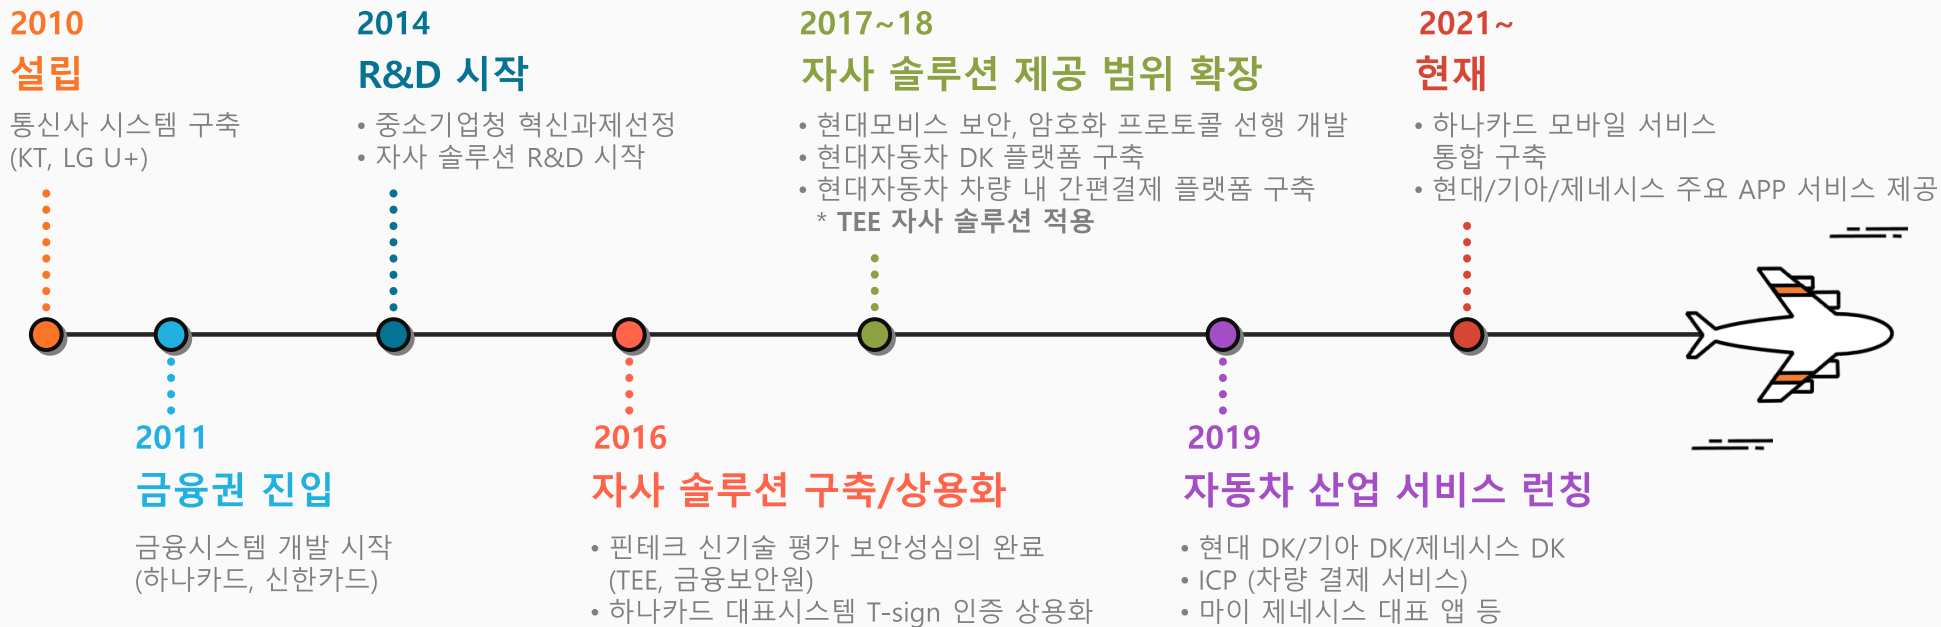 2010
설립
통신사 시스템 구축
(KT, LG U+)
2014
R&D 시작
• 중소기업청 혁신과제선정
• 자사 솔루션 R&D 시작
2017~18
자사 솔루션 제공 범위 확장
• 현대모비스 보안, 암호화 프로토콜 선행 개발
• 현대자동차 DK 플랫폼 구축
• 현대자동차 차량 내 간편결제 플랫폼 구축
* TEE 자사 솔루션 적용
2021~
현재
• 하나카드 모바일 서비스
통합 구축
• 현대/기아/제네시스 주요 APP 서비스 제공
2011
금융권 진입
금융시스템 개발 시작
(하나카드, 신한카드)
2016
자사 솔루션 구축/상용화
• 핀테크 신기술 평가 보안성심의 완료
(TEE, 금융보안원)
• 하나카드 대표시스템 T-sign 인증 상용화
2019
자동차 산업 서비스 런칭
• 현대 DK/기아 DK/제네시스 DK
• ICP (차량 결제 서비스)
• 마이 제네시스 대표 앱 등